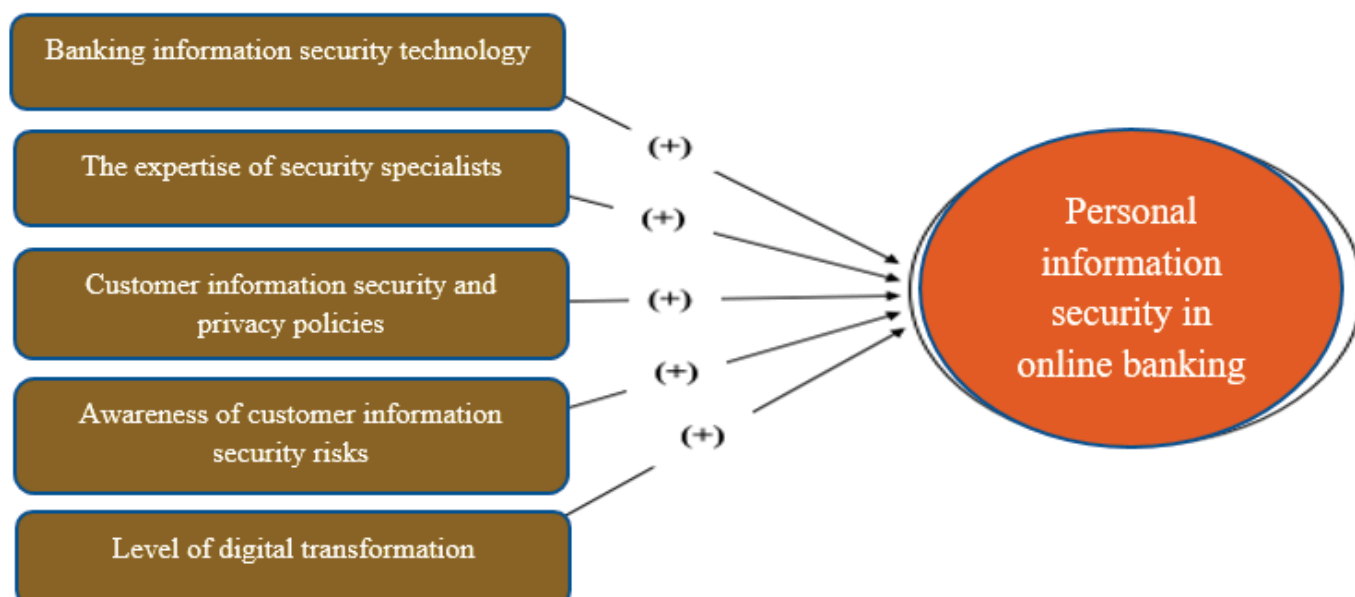 Banking information security technology
(+)
The expertise of security specialists
(+)
Customer information security and
privacy policies
(+)
Awareness of customer information
security risks
(+)
Level of digital transformation
(+)
Personal
information
security in
online banking